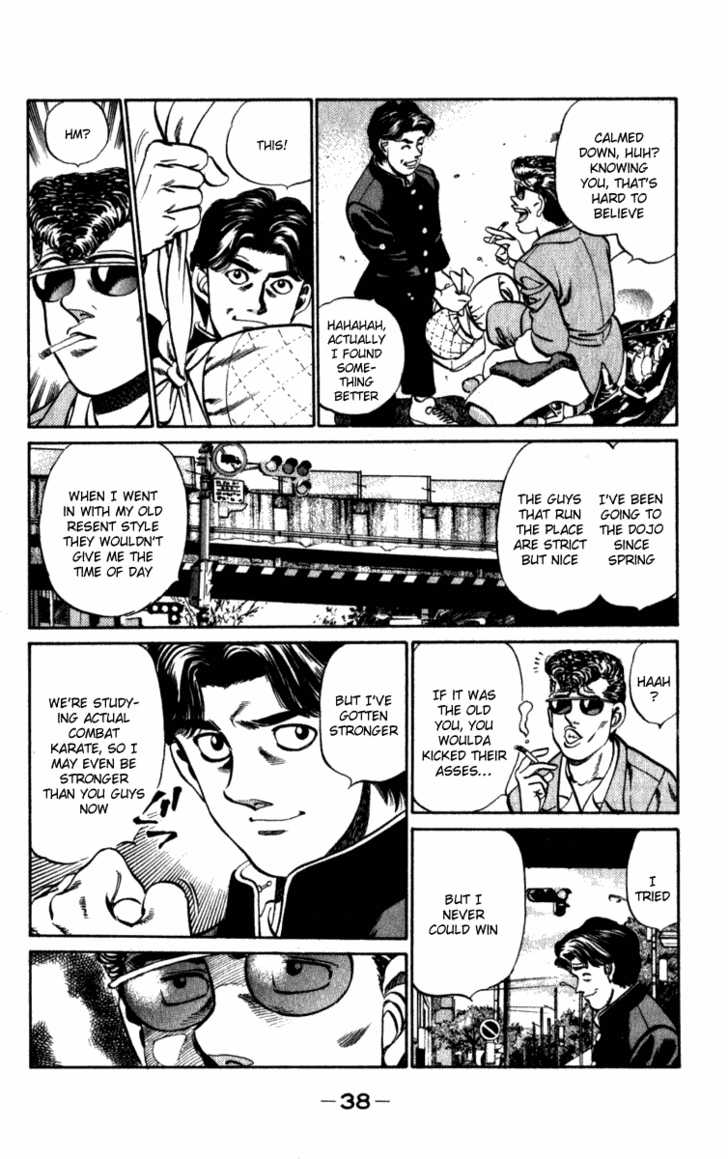 CALMED
DOWN, HUH?
KNOWING
YOU, THAT'S
HARD TO
BELIEVE
HAHAHAH,
ACTUALLY
I FOUND
SOME-
THING
BETTER
THIS!
HM?
I'VE BEEN
GOING TO
THE DOJO
SINCE
SPRING
THE GUYS
THAT RUN
THE PLACE
ARE STRICT
BUT NICE
WHEN I WENT
IN WITH MY OLD
RESENT STYLE
THEY WOULDN'T
GIVE ME THE
TIME OF DAY
HAAH
?
IF IT WAS
THE OLD
YOU, YOU
WOULDA
KICKED THEIR
ASSES...
I
TRIED
BUT I
NEVER
COULD WIN
BUT I'VE
GOTTEN
STRONGER
WE'RE STUDY-
ING ACTUAL
COMBAT
KARATE, SO I
MAY EVEN BE
STRONGER
THAN YOU GUYS
NOW
グッ
—38—